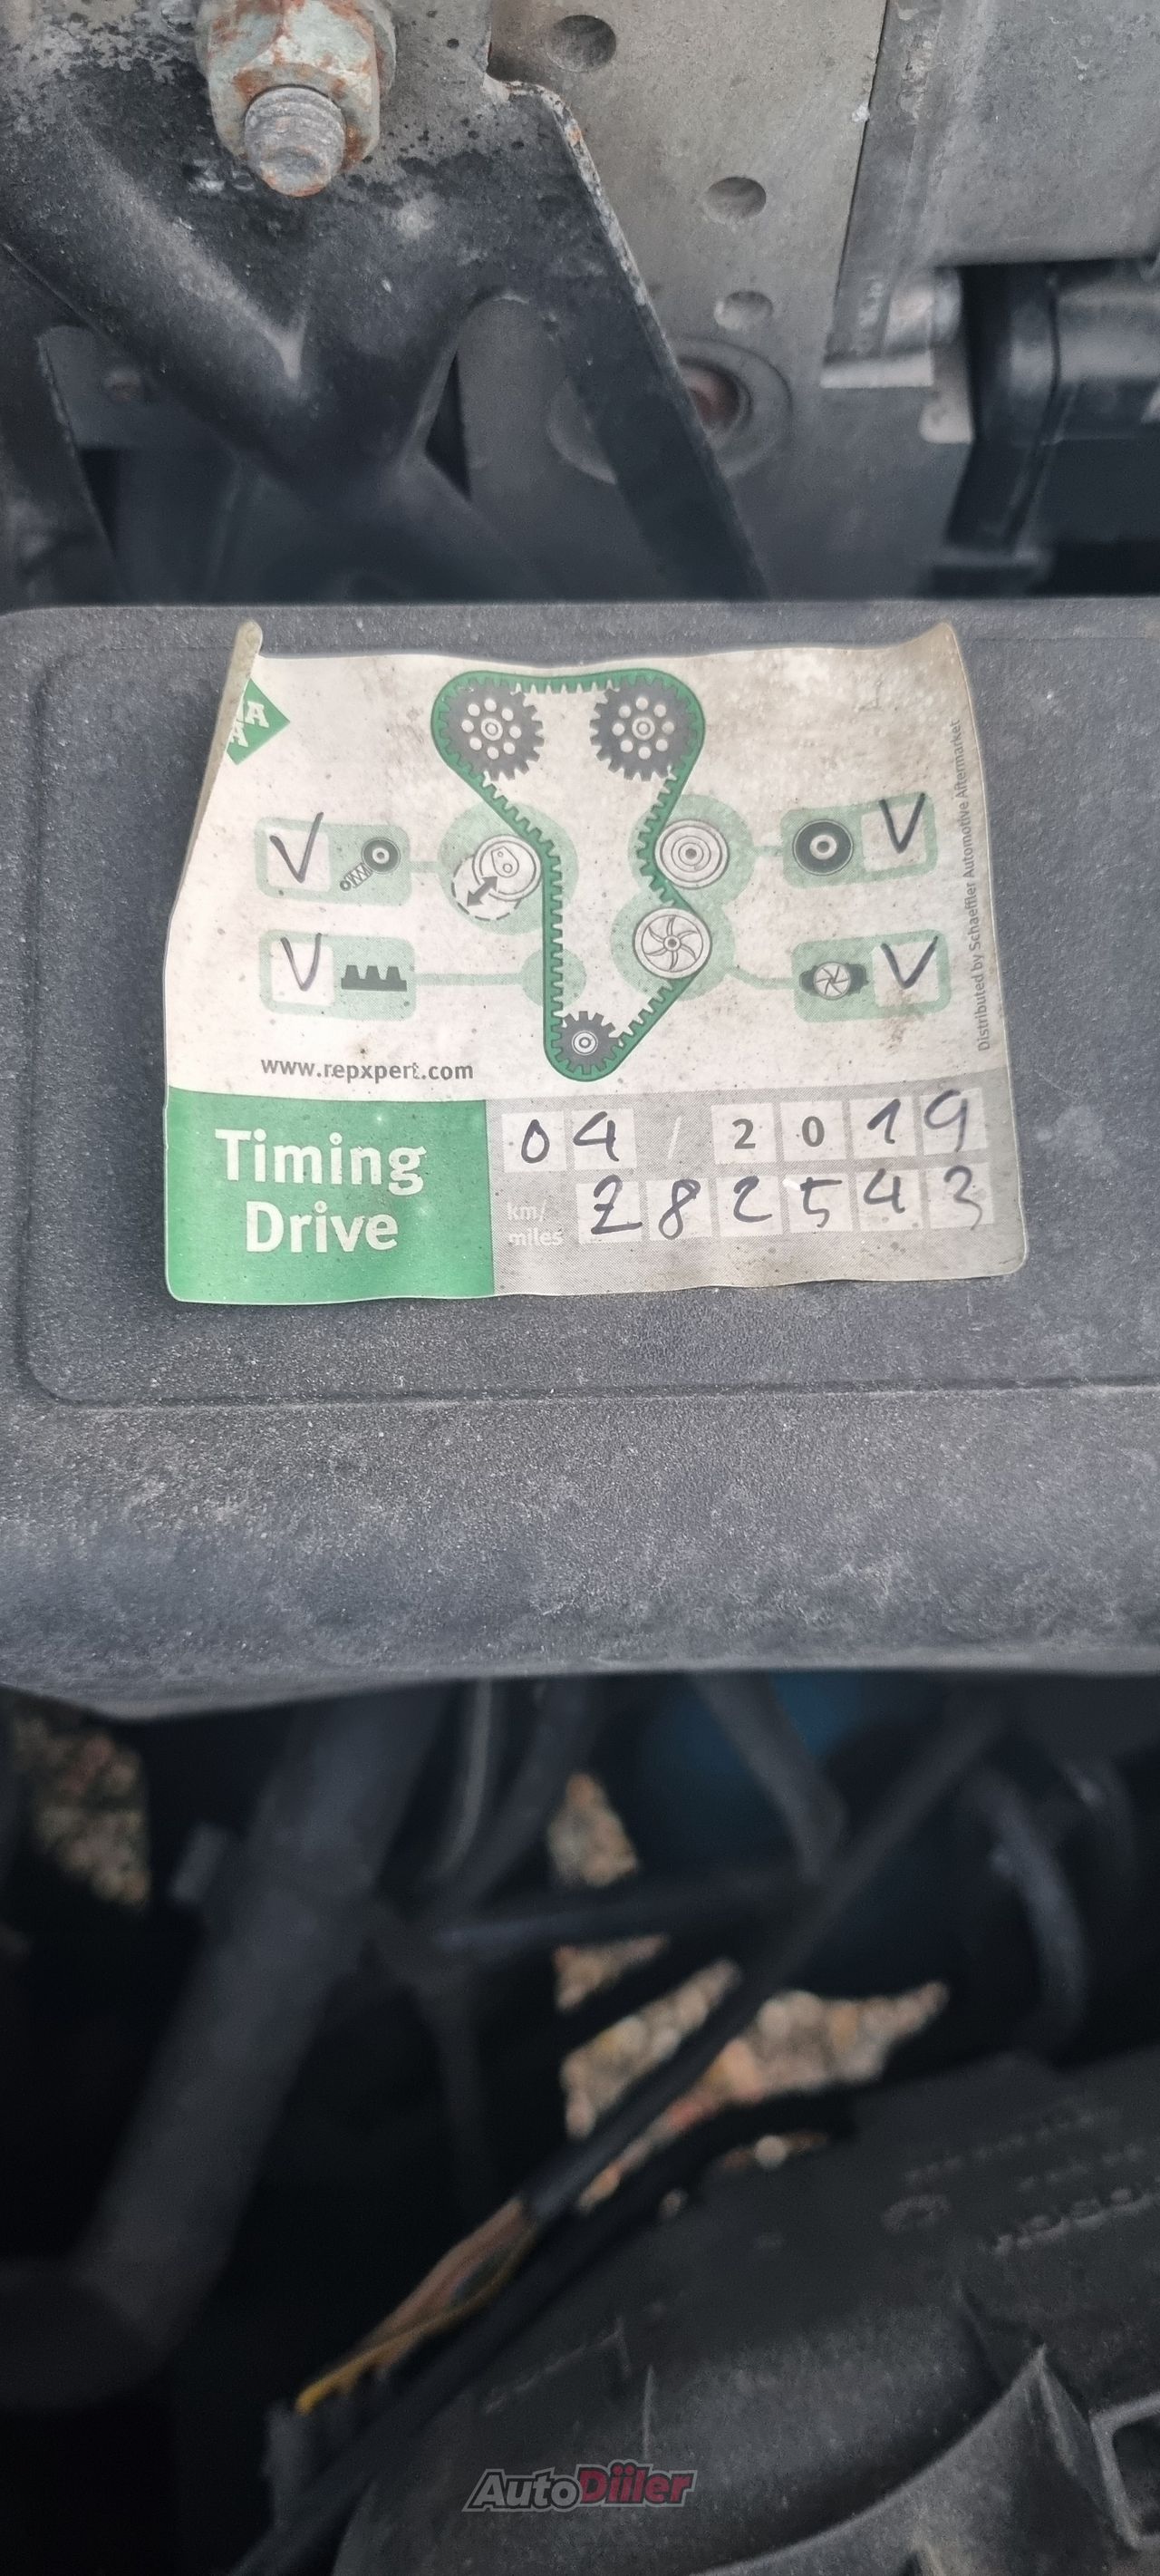 V V
V V
Distributed by Schaeffler Automotive Aftermarket
www.repxpert.com
Timing
Drive
04 / 2019
km/
miles
282543
AutoDiiler